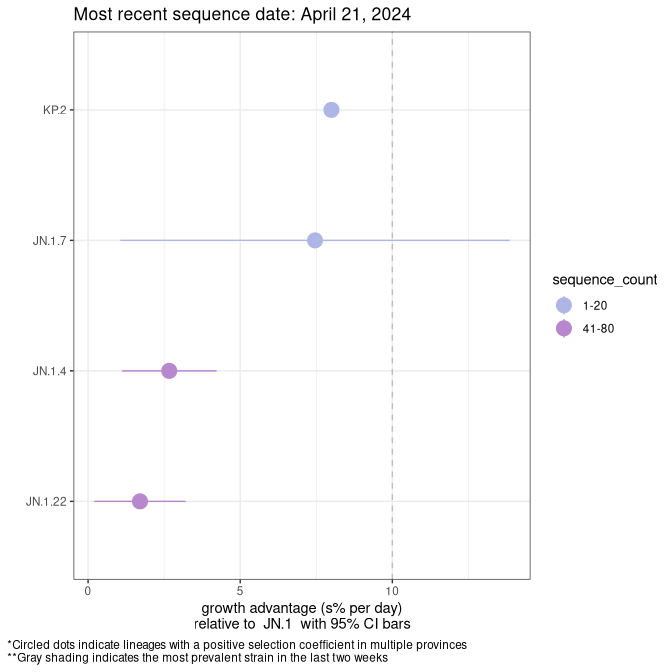 Most recent sequence date: April 21, 2024
KP.2
JN.1.7
JN.1.4
JN.1.22
0
5
10
growth advantage (s% per day)
relative to  JN.1  with 95% CI bars
sequence_count
1-20
41-80
*Circled dots indicate lineages with a positive selection coefficient in multiple provinces
**Gray shading indicates the most prevalent strain in the last two weeks